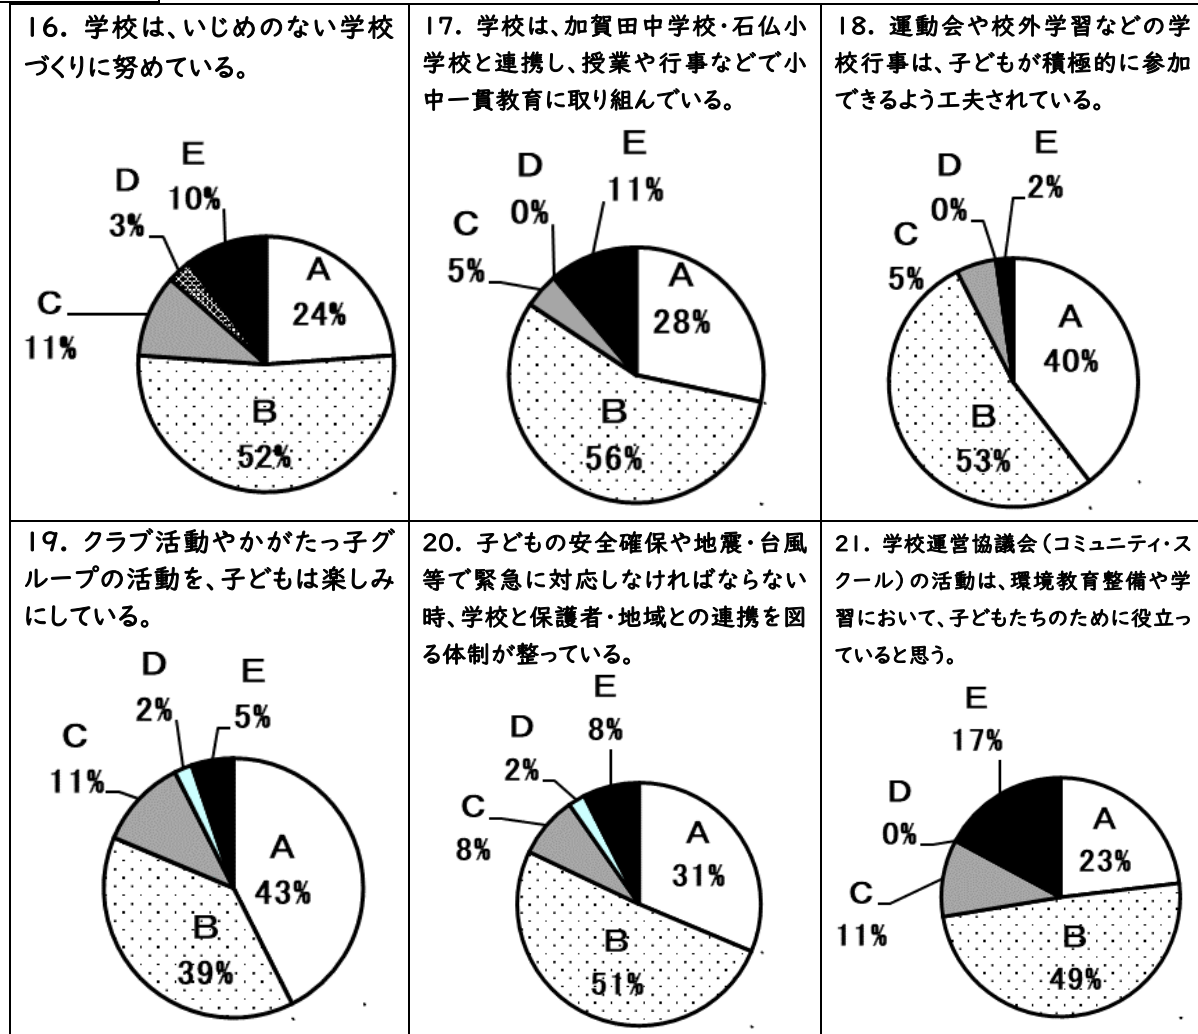 16. 学校は、いじめのない学校
づくりに努めている。
E
10%
D
3%
C
11%
A
24%
B
52%
17. 学校は、加賀田中学校・石仏小
学校と連携し、授業や行事などで小
中一貫教育に取り組んでいる。
E
11%
D
0%
C
5%
A
28%
B
56%
18. 運動会や校外学習などの学
校行事は、子どもが積極的に参加
できるよう工夫されている。
E
2%
D
0%
C
5%
A
40%
B
53%
19. クラブ活動やかがたっ子グ
ループの活動を、子どもは楽しみ
にしている。
D
2%
E
5%
C
11%
A
43%
B
39%
20. 子どもの安全確保や地震・台風
等で緊急に対応しなければならない
時、学校と保護者・地域との連携を図
る体制が整っている。
E
8%
D
2%
C
8%
A
31%
B
51%
21. 学校運営協議会(コミュニティ・ス
クール)の活動は、環境教育整備や学
習において、子どもたちのために役立っ
ていると思う。
E
17%
D
0%
C
11%
A
23%
B
49%